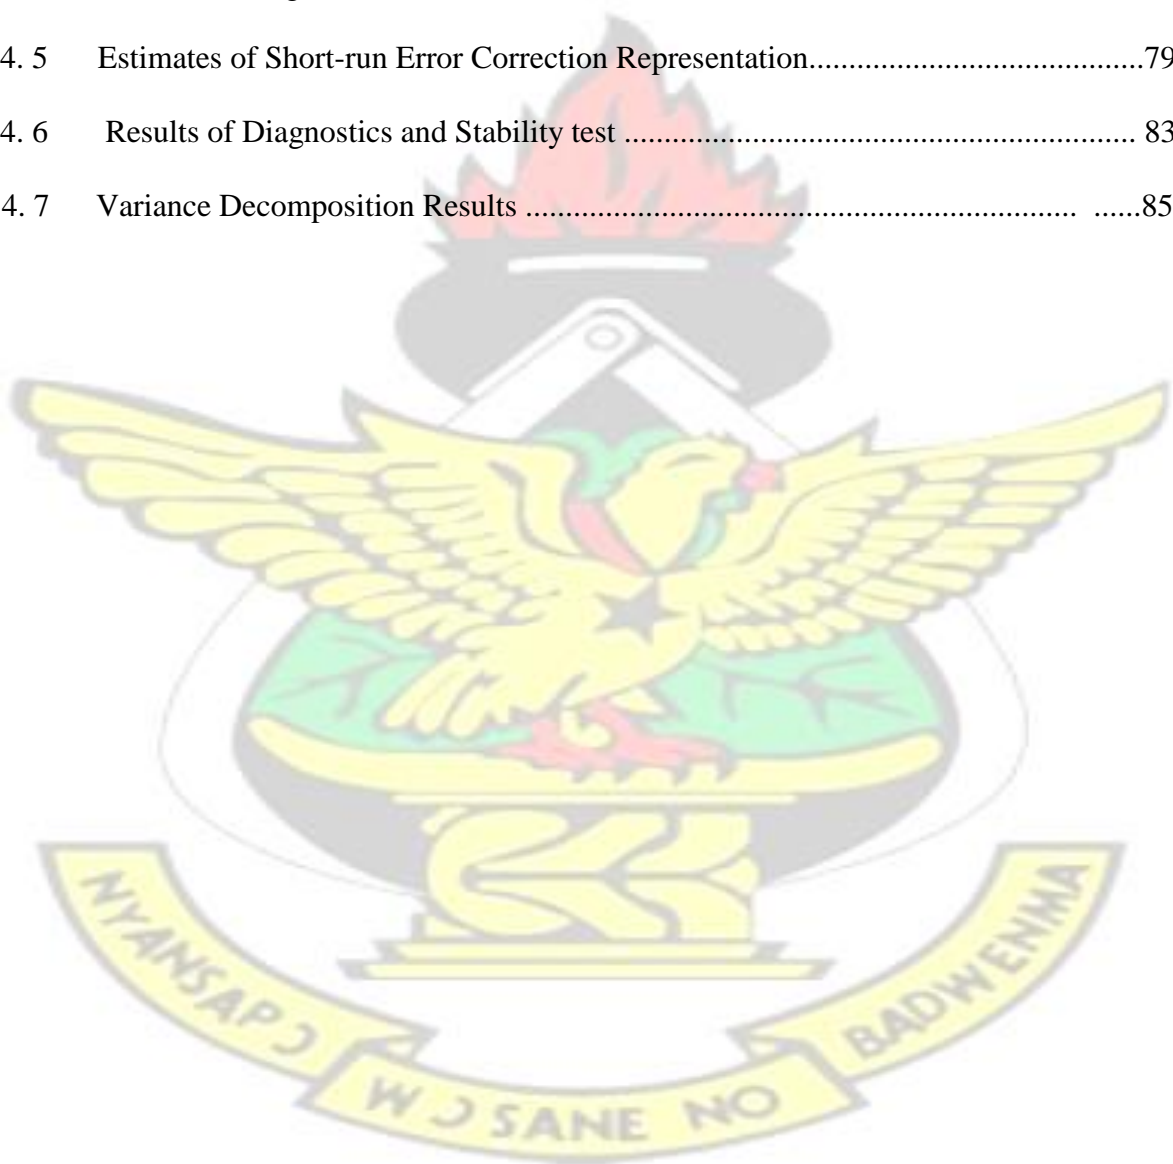 4. 5 Estimates of Short-run Error Correction Representation.......................................79
4. 6 Results of Diagnostics and Stability test ............................................................... 83
4. 7 Variance Decomposition Results .................................................................... ......85
NYANSAPƆ WƆ SANE NO BADWENMA